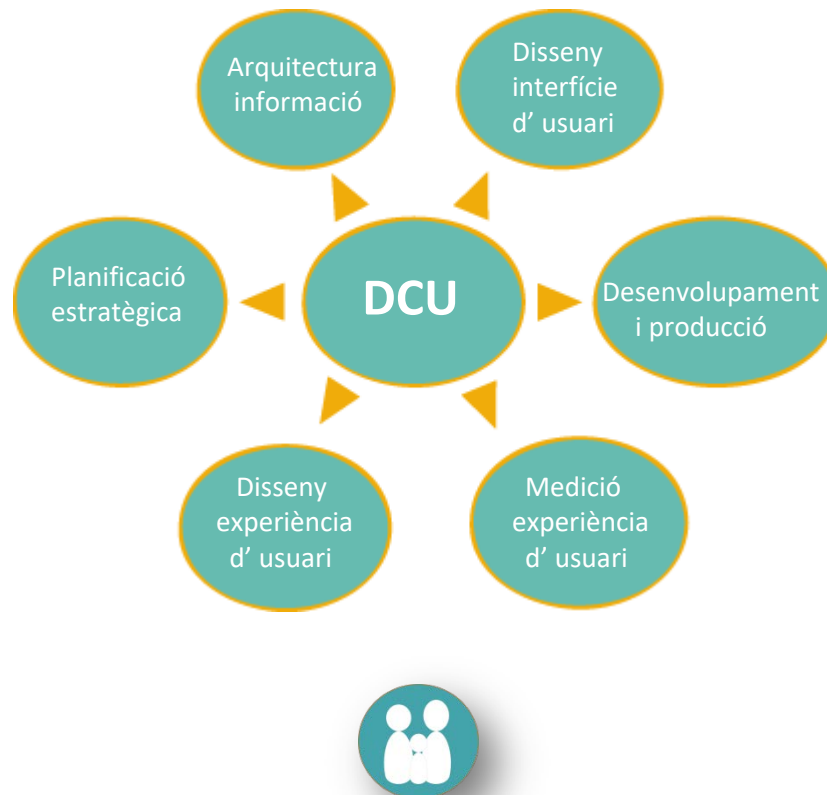 Arquitectura
informació
Disseny
interfície
d’ usuari
Planificació
estratègica
DCU
Desenvolupament
i producció
Disseny
experiència
d’ usuari
Medició
experiència
d’ usuari